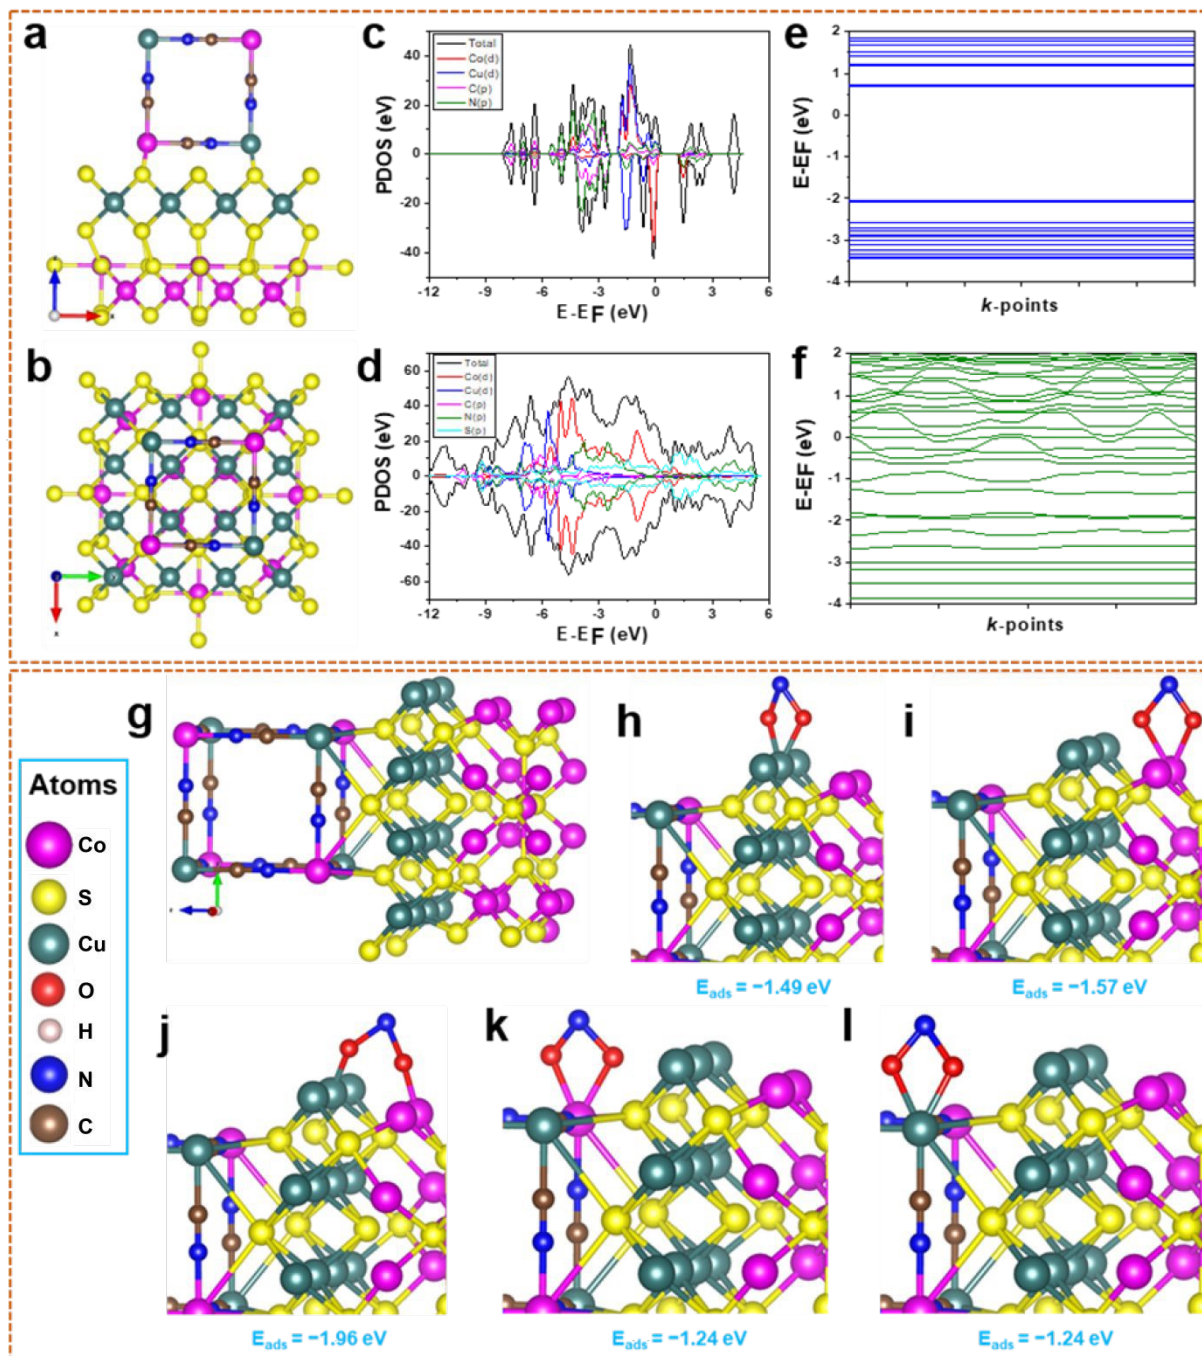 a
c
50
25
0
-20
-40
PDOS (eV)
Total
Co(d)
Cu(d)
C(p)
N(p)
-12 -9 -6 -3 0 3 6
E-EF (eV)
e
2
1
0
-1
-2
-3
-4
E-EF (eV)
k-points
x
b
d
60
40
20
0
-20
-40
-60
PDOS (eV)
Total
Co(d)
Cu(d)
C(p)
N(p)
S(p)
-12 -9 -6 -3 0 3 6
E-EF (eV)
f
2
1
0
-1
-2
-3
-4
E-EF (eV)
k-points
x
g
h
i
Atoms
Co
S
Cu
O
H
N
C
Eads = −1.49 eV
Eads = −1.57 eV
j
k
l
Eads = −1.96 eV
Eads = −1.24 eV
Eads = −1.24 eV